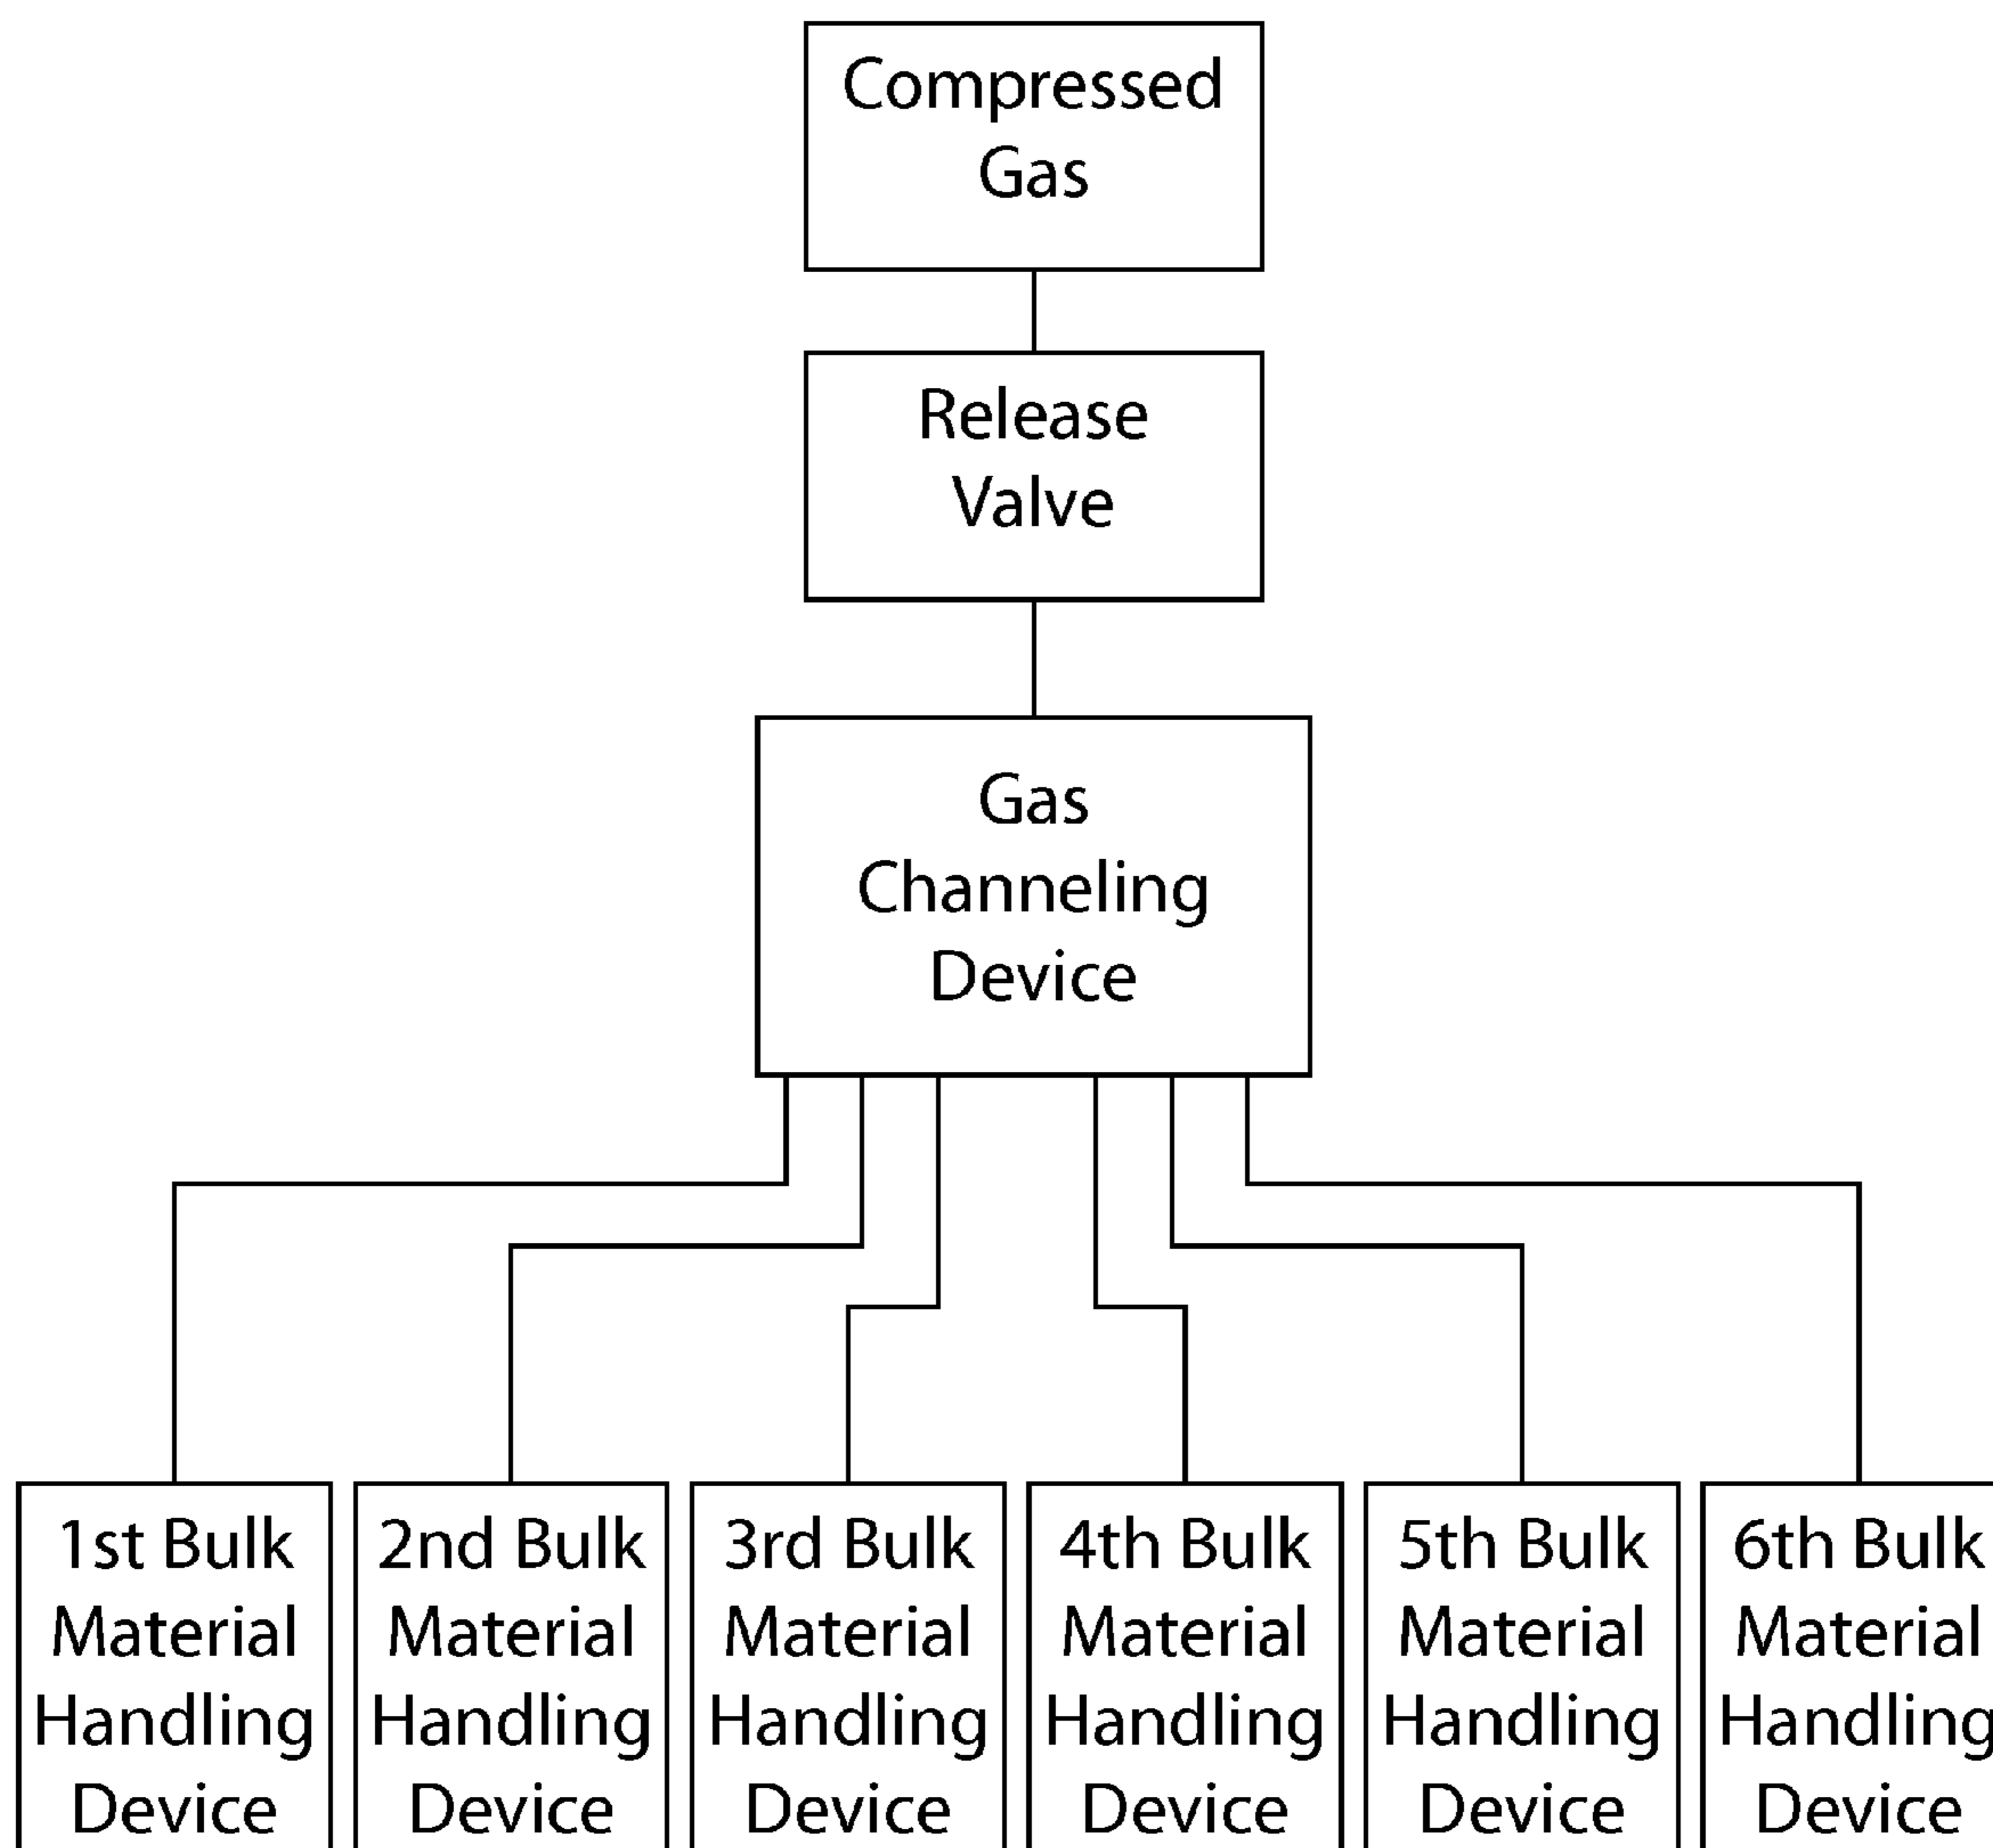 Compressed
Gas
Release
Valve
Gas
Channeling
Device
1st Bulk
Material
Handling
Device
2nd Bulk
Material
Handling
Device
3rd Bulk
Material
Handling
Device
4th Bulk
Material
Handling
Device
5th Bulk
Material
Handling
Device
6th Bulk
Material
Handling
Device